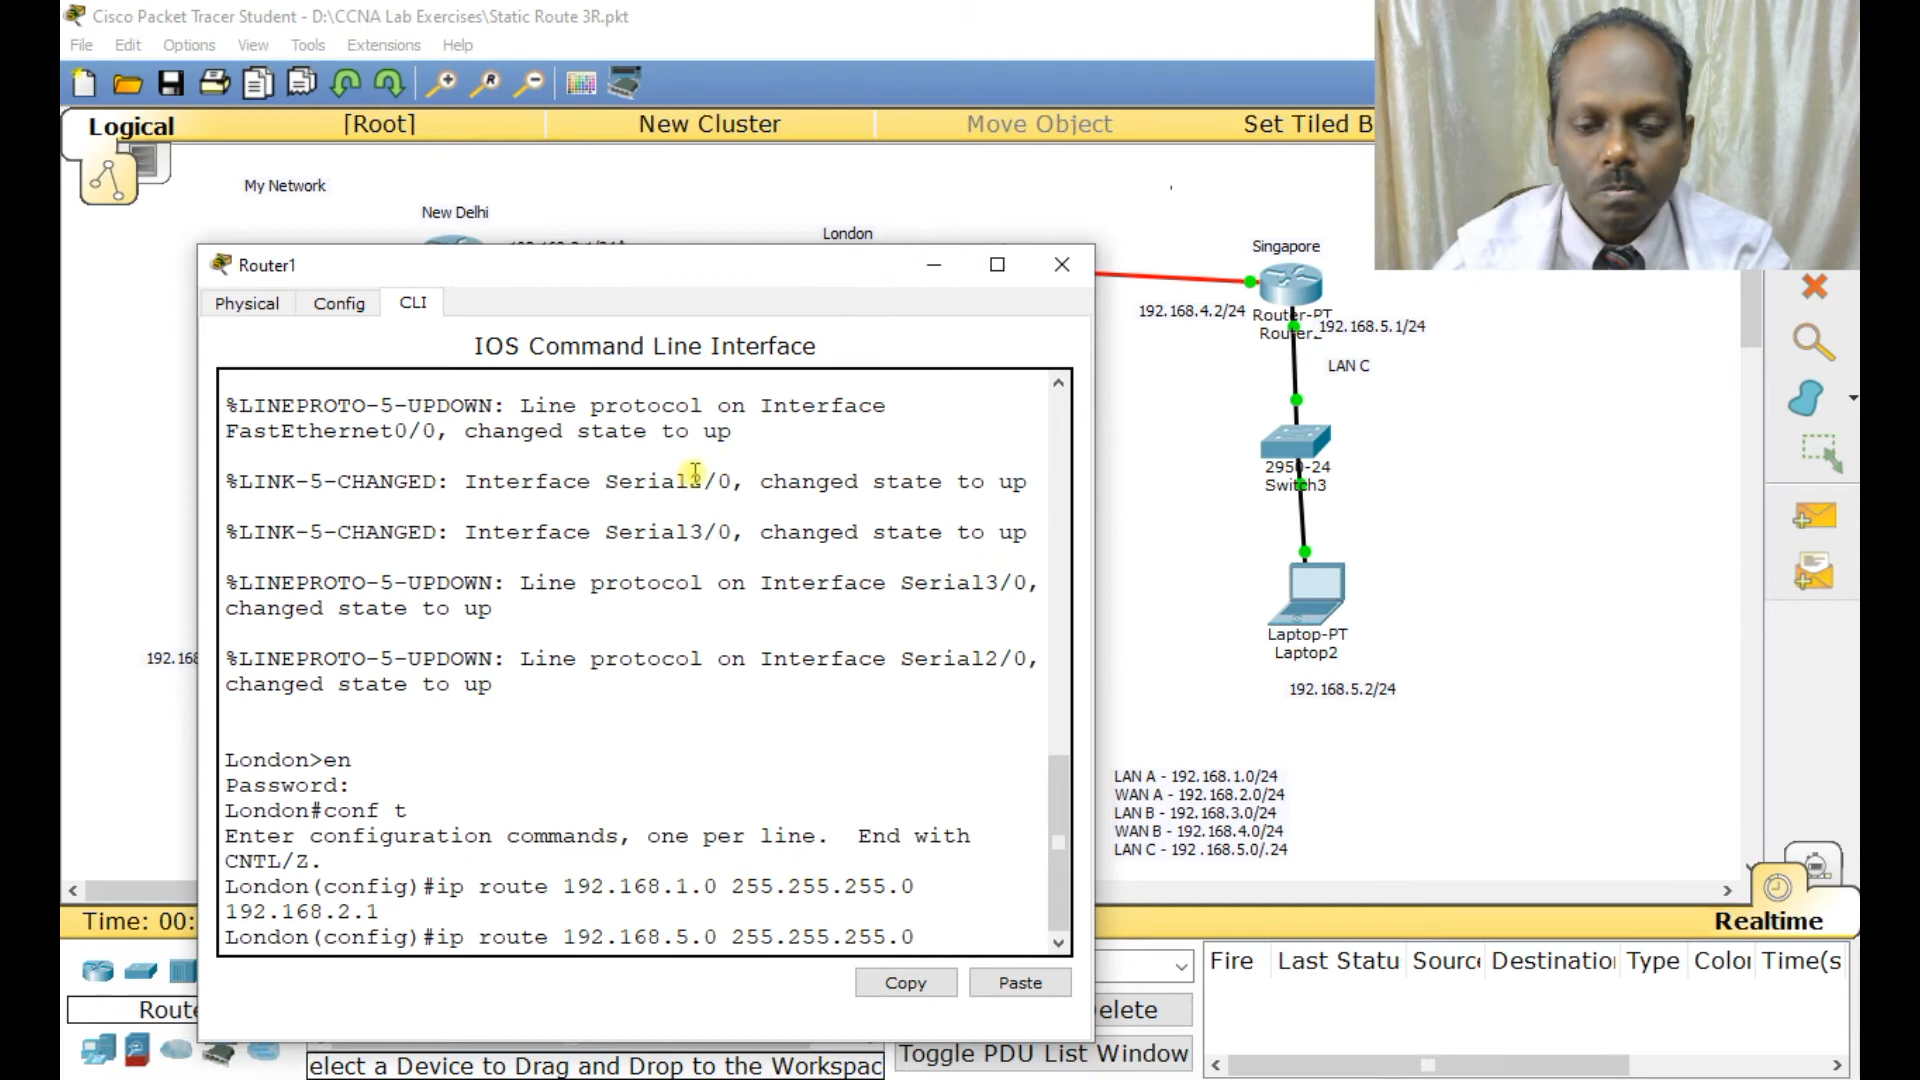 Cisco Packet Tracer Student - D:\CCNA Lab Exercises\Static Route 3R.pkt
File Edit Options View Tools Extensions Help
Logical [Root] New Cluster Move Object Set Tiled B
My Network
New Delhi
London
Singapore
192.168.4.2/24
Router-PT
192.168.5.1/24
LAN C
2950-24
Switch3
Laptop-PT
Laptop2
192.168.5.2/24
192.168
LAN A - 192.168.1.0/24
WAN A - 192.168.2.0/24
LAN B - 192.168.3.0/24
WAN B - 192.168.4.0/24
LAN C - 192.168.5.0/.24
Router1
Physical Config CLI
IOS Command Line Interface
%LINEPROTO-5-UPDOWN: Line protocol on Interface
FastEthernet0/0, changed state to up
%LINK-5-CHANGED: Interface Serial2/0, changed state to up
%LINK-5-CHANGED: Interface Serial3/0, changed state to up
%LINEPROTO-5-UPDOWN: Line protocol on Interface Serial3/0,
changed state to up
%LINEPROTO-5-UPDOWN: Line protocol on Interface Serial2/0,
changed state to up
London>en
Password:
London#conf t
Enter configuration commands, one per line. End with
CNTL/Z.
London(config)#ip route 192.168.1.0 255.255.255.0
192.168.2.1
London(config)#ip route 192.168.5.0 255.255.255.0
Copy Paste
Time: 00:
Realtime
Fire Last Statu Source Destination Type Color Time(s
Route
elete
Toggle PDU List Window
elect a Device to Drag and Drop to the Workspac